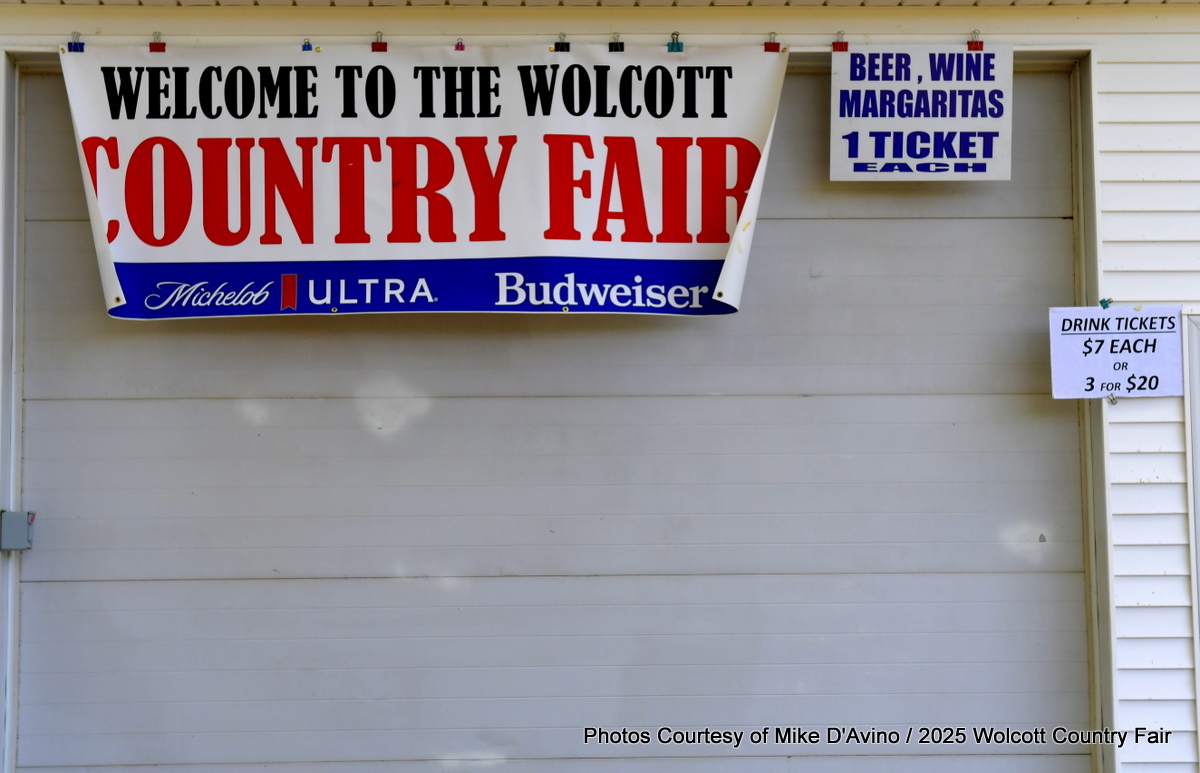 WELCOME TO THE WOLCOTT
COUNTRY FAIR
Michelob ULTRA Budweiser
BEER , WINE
MARGARITAS
1 TICKET
EACH
DRINK TICKETS
$7 EACH
OR
3 FOR $20
Photos Courtesy of Mike D'Avino / 2025 Wolcott Country Fair